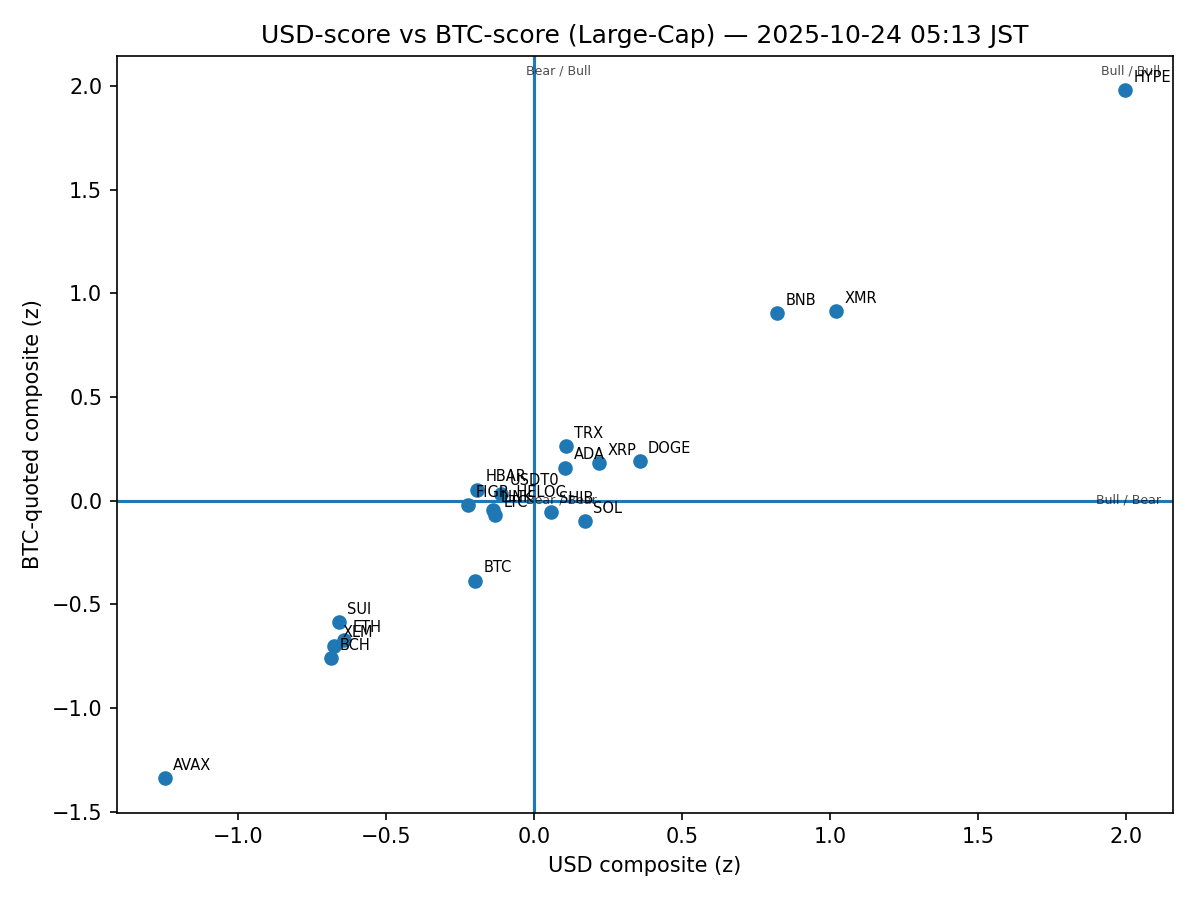 USD-score vs BTC-score (Large-Cap) — 2025-10-24 05:13 JST
Bear / Bull
Bull / Bull
HYPE
2.0
1.5
1.0
0.5
0.0
−0.5
−1.0
−1.5
BTC-quoted composite (z)
BNB
XMR
TRX
ADA
XRP
DOGE
HBAR
USDT0
FIGR_HELOC
LINK
LTC
SHIB
Bear / Bear
Bull / Bear
SOL
BTC
SUI
ETH
XLM
BCH
AVAX
−1.0
−0.5
0.0
0.5
1.0
1.5
2.0
USD composite (z)